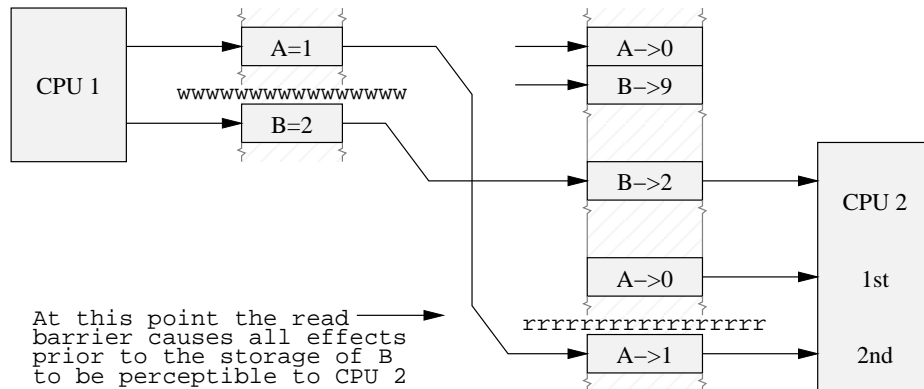 A=1
A−>0
CPU 1
B−>9
wwwwwwwwwwwwwwww
B=2
B−>2
CPU 2
A−>0
1st
At this point the read
barrier causes all effects
prior to the storage of B
to be perceptible to CPU 2
rrrrrrrrrrrrrrrrr
A−>1
2nd